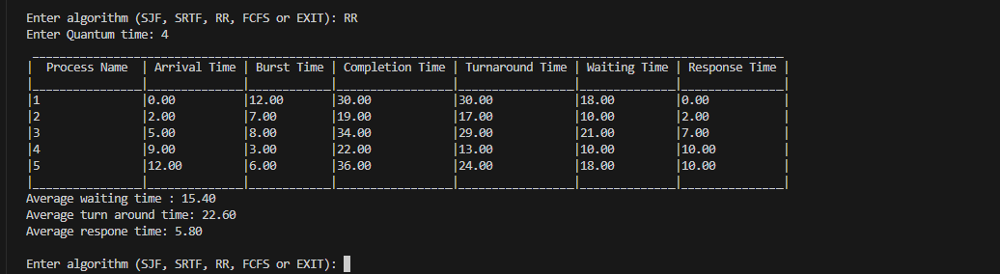 Enter algorithm (SJF, SRTF, RR, FCFS or EXIT): RR
Enter Quantum time: 4
| Process Name | Arrival Time | Burst Time | Completion Time | Turnaround Time | Waiting Time | Response Time |
|1 |0.00 |12.00 |30.00 |30.00 |18.00 |0.00 |
|2 |2.00 |7.00 |19.00 |17.00 |10.00 |2.00 |
|3 |5.00 |8.00 |34.00 |29.00 |21.00 |7.00 |
|4 |9.00 |3.00 |22.00 |13.00 |10.00 |10.00 |
|5 |12.00 |6.00 |36.00 |24.00 |18.00 |10.00 |
Average waiting time : 15.40
Average turn around time: 22.60
Average respone time: 5.80
Enter algorithm (SJF, SRTF, RR, FCFS or EXIT):